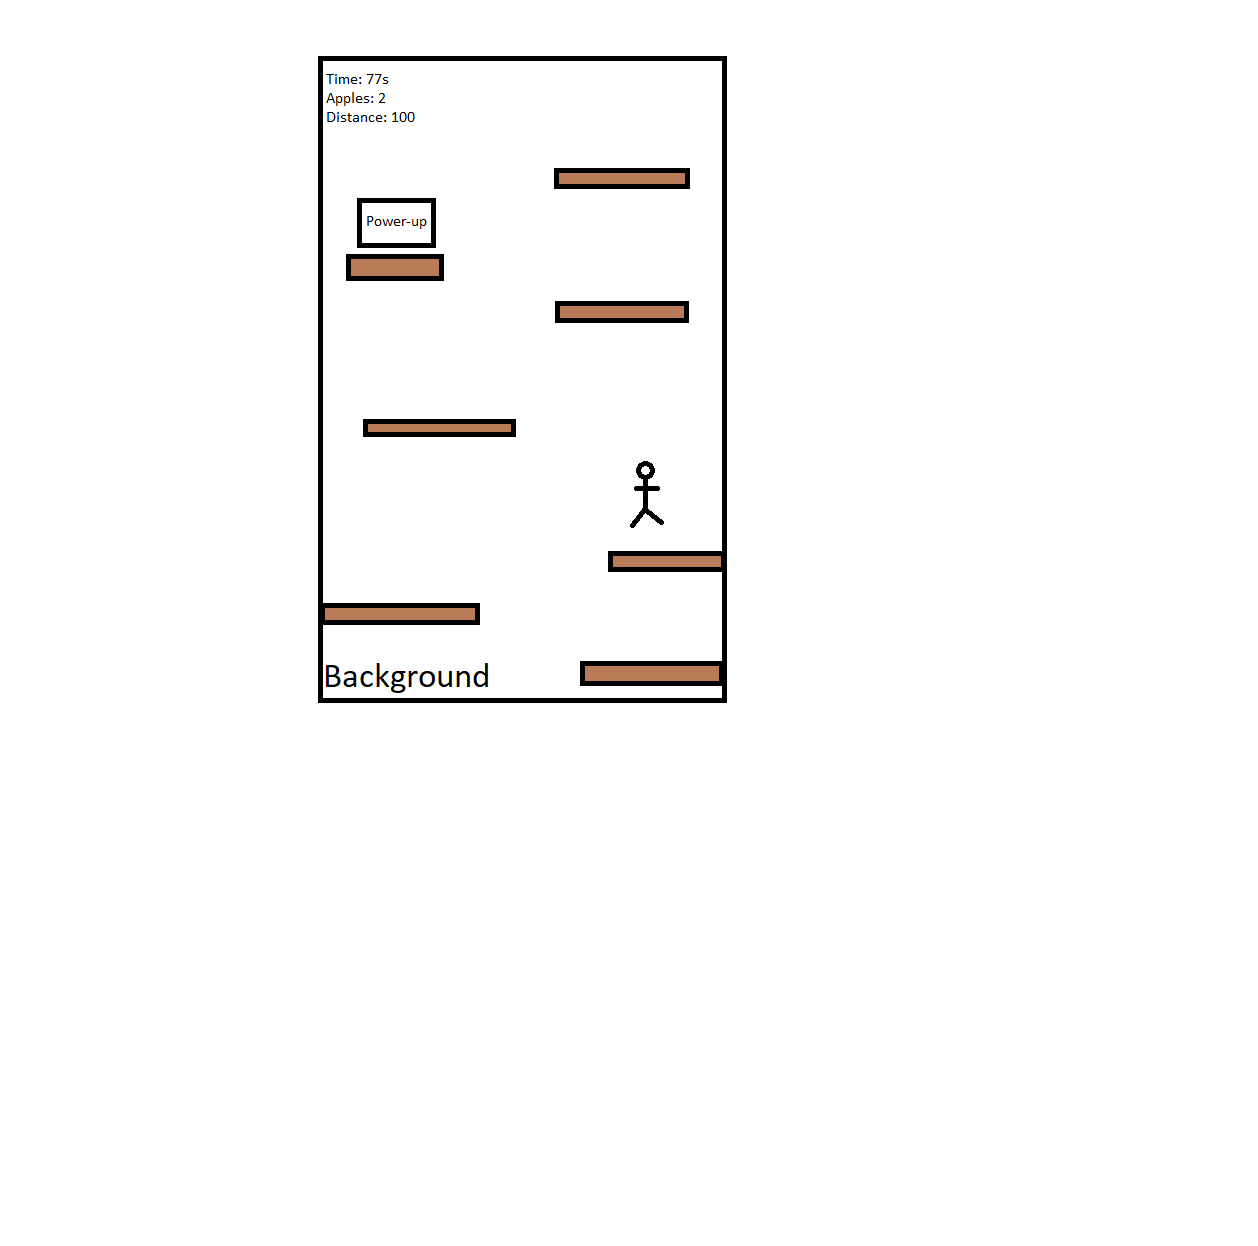 Time: 77s
Apples: 2
Distance: 100
Power-up
Background